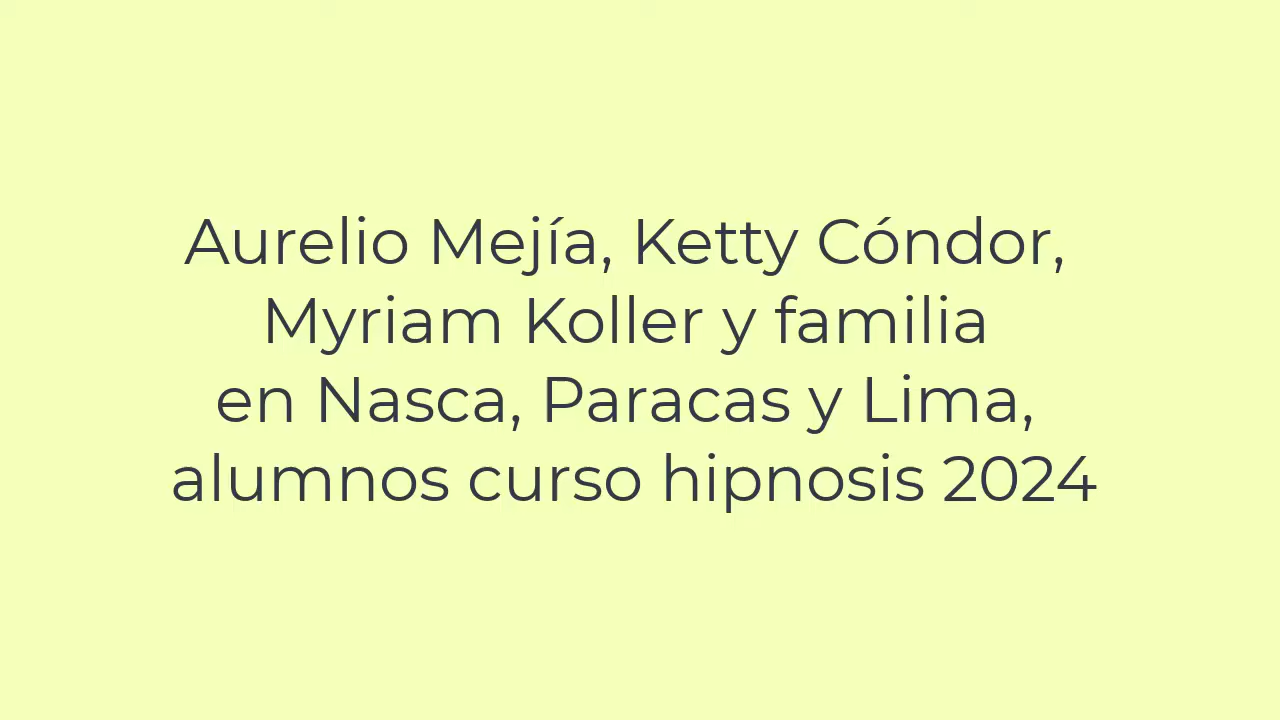 Aurelio Mejía, Ketty Cóndor,
Myriam Koller y familia
en Nasca, Paracas y Lima,
alumnos curso hipnosis 2024